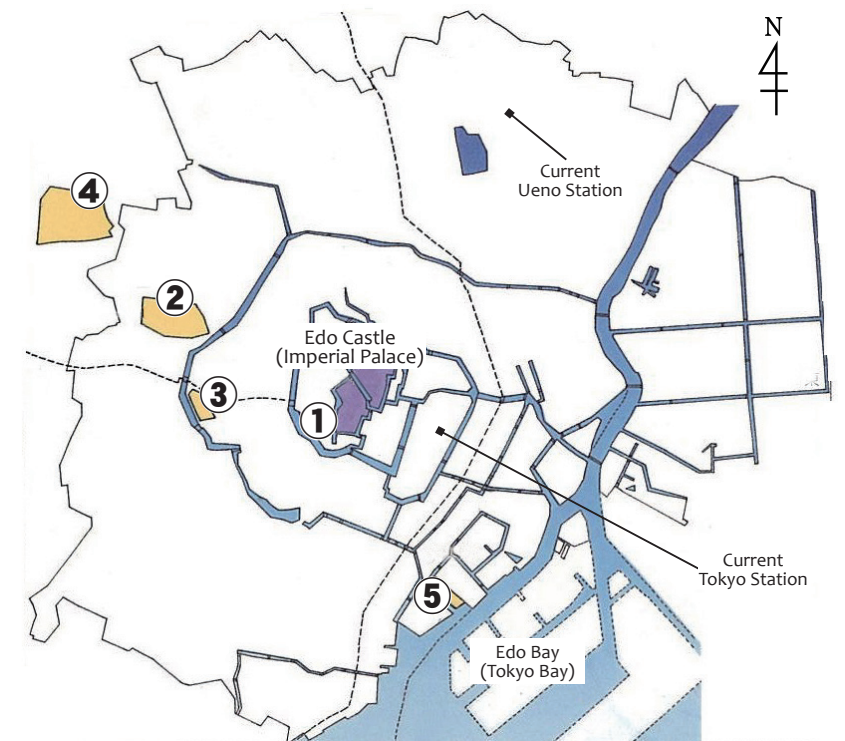 N
Current
Ueno Station
4
2
Edo Castle
(Imperial Palace)
3
1
Current
Tokyo Station
5
Edo Bay
(Tokyo Bay)